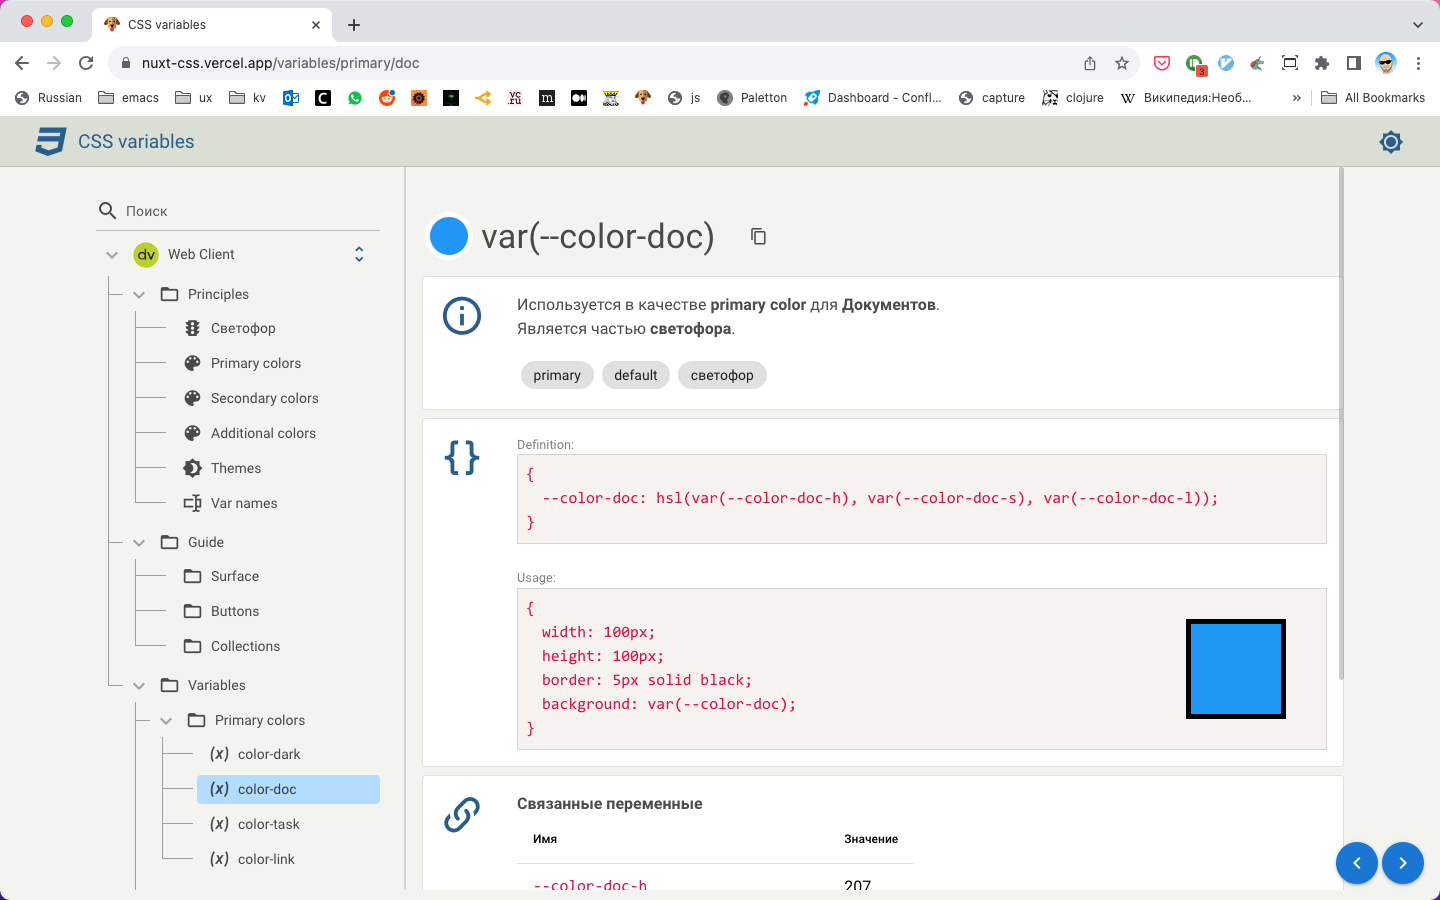 CSS variables
nuxt-css.vercel.app/variables/primary/doc
3
Russian
emacs
ux
kv
js
Paletton
Dashboard - Confl...
capture
clojure
Википедия:Необ...
»
All Bookmarks
CSS variables
Поиск
dv
Web Client
Principles
Светофор
Primary colors
Secondary colors
Additional colors
Themes
Var names
Guide
Surface
Buttons
Collections
Variables
Primary colors
(x) color-dark
(x) color-doc
(x) color-task
(x) color-link
var(--color-doc)
Используется в качестве primary color для Документов.
Является частью светофора.
primary
default
светофор
{}
Definition:
{
--color-doc: hsl(var(--color-doc-h), var(--color-doc-s), var(--color-doc-l));
}
Usage:
{
width: 100px;
height: 100px;
border: 5px solid black;
background: var(--color-doc);
}
Связанные переменные
Имя Значение
--color-doc-h 207